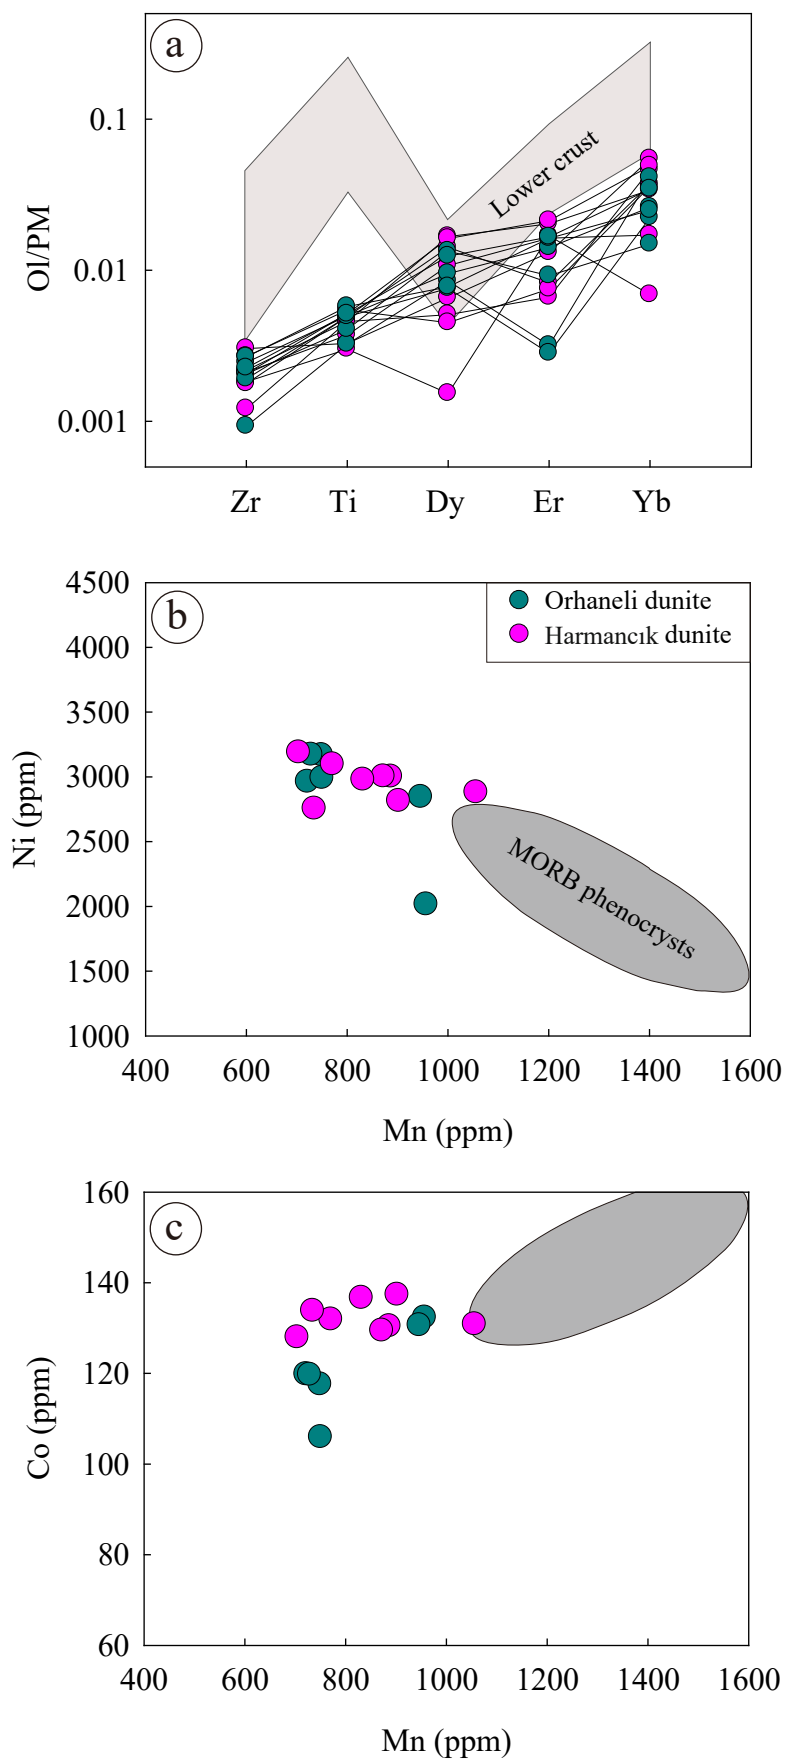 a
0.1
0.01
0.001
Ol/PM
Lower crust
Zr Ti Dy Er Yb
b
Orhaneli dunite
Harmancık dunite
4500
4000
3500
3000
2500
2000
1500
1000
Ni (ppm)
MORB phenocrysts
400 600 800 1000 1200 1400 1600
Mn (ppm)
c
160
140
120
100
80
60
Co (ppm)
400 600 800 1000 1200 1400 1600
Mn (ppm)